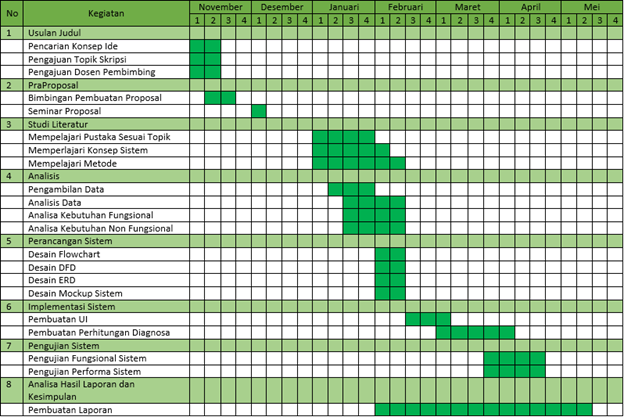 No Kegiatan November Desember Januari Februari Maret April Mei
1 2 3 4 1 2 3 4 1 2 3 4 1 2 3 4 1 2 3 4 1 2 3 4 1 2 3 4
1 Usulan Judul
Pencarian Konsep Ide
Pengajuan Topik Skripsi
Pengajuan Dosen Pembimbing
2 PraProposal
Bimbingan Pembuatan Proposal
Seminar Proposal
3 Studi Literatur
Mempelajari Pustaka Sesuai Topik
Memperlajari Konsep Sistem
Mempelajari Metode
4 Analisis
Pengambilan Data
Analisis Data
Analisa Kebutuhan Fungsional
Analisa Kebutuhan Non Fungsional
5 Perancangan Sistem
Desain Flowchart
Desain DFD
Desain ERD
Desain Mockup Sistem
6 Implementasi Sistem
Pembuatan UI
Pembuatan Perhitungan Diagnosa
7 Pengujian Sistem
Pengujian Fungsional Sistem
Pengujian Performa Sistem
8 Analisa Hasil Laporan dan
Kesimpulan
Pembuatan Laporan